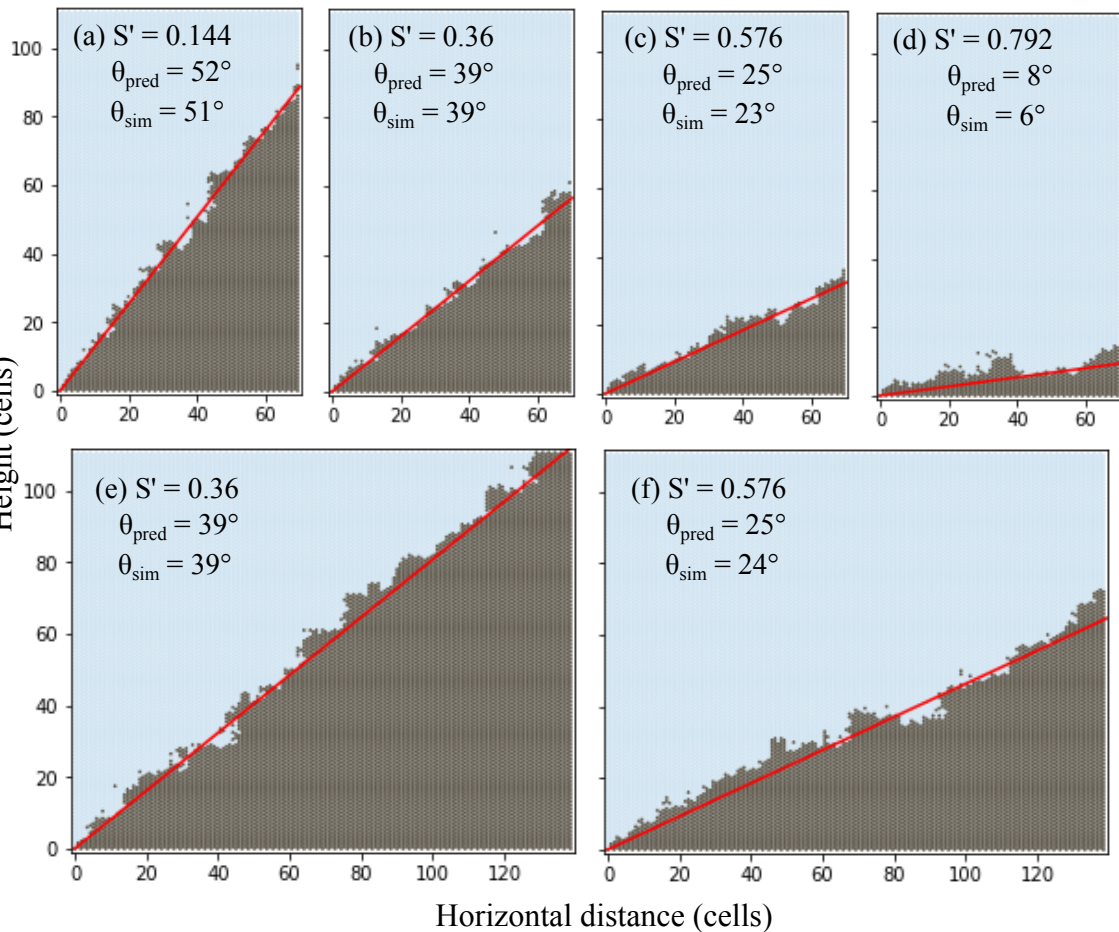 (a) S' = 0.144
θpred = 52°
θsim = 51°
(b) S' = 0.36
θpred = 39°
θsim = 39°
(c) S' = 0.576
θpred = 25°
θsim = 23°
(d) S' = 0.792
θpred = 8°
θsim = 6°
100
80
60
40
20
0
0 20 40 60
0 20 40 60
0 20 40 60
0 20 40 60
Height (cells)
(e) S' = 0.36
θpred = 39°
θsim = 39°
(f) S' = 0.576
θpred = 25°
θsim = 24°
100
80
60
40
20
0
0 20 40 60 80 100 120
0 20 40 60 80 100 120
Horizontal distance (cells)